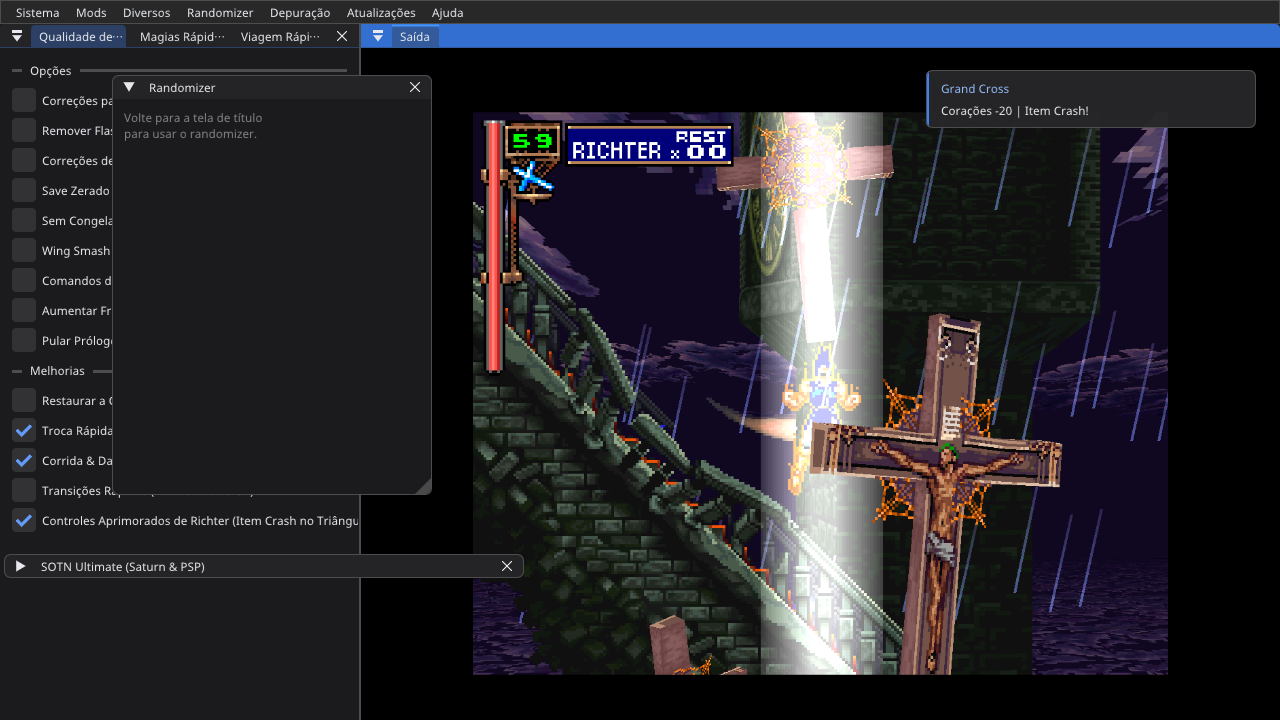 Sistema Mods Diversos Randomizer Depuração Atualizações Ajuda
Qualidade de··· Magias Rápid··· Viagem Rápi···
Saída
Opções
Correções pa
Remover Flas
Correções de
Save Zerado
Sem Congela
Wing Smash
Comandos d
Aumentar Fr
Pular Prólogo
Melhorias
Restaurar a
Troca Rápida
Corrida & Da
Transições
Controles Aprimorados de Richter (Item Crash no Triângu
Randomizer
Volte para a tela de título
para usar o randomizer.
SOTN Ultimate (Saturn & PSP)
Grand Cross
Corações -20 | Item Crash!
59
REST
RICHTER x 00